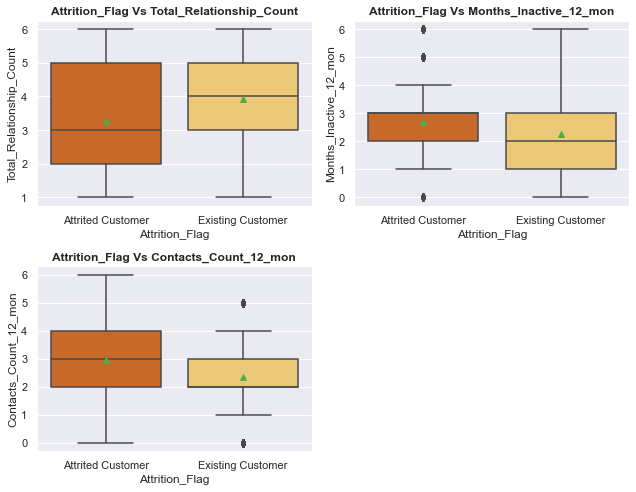 Attrition_Flag Vs Total_Relationship_Count
Total_Relationship_Count
6
5
4
3
2
1
Attrited Customer Existing Customer
Attrition_Flag
Attrition_Flag Vs Months_Inactive_12_mon
Months_Inactive_12_mon
6
5
4
3
2
1
0
Attrited Customer Existing Customer
Attrition_Flag
Attrition_Flag Vs Contacts_Count_12_mon
Contacts_Count_12_mon
6
5
4
3
2
1
0
Attrited Customer Existing Customer
Attrition_Flag